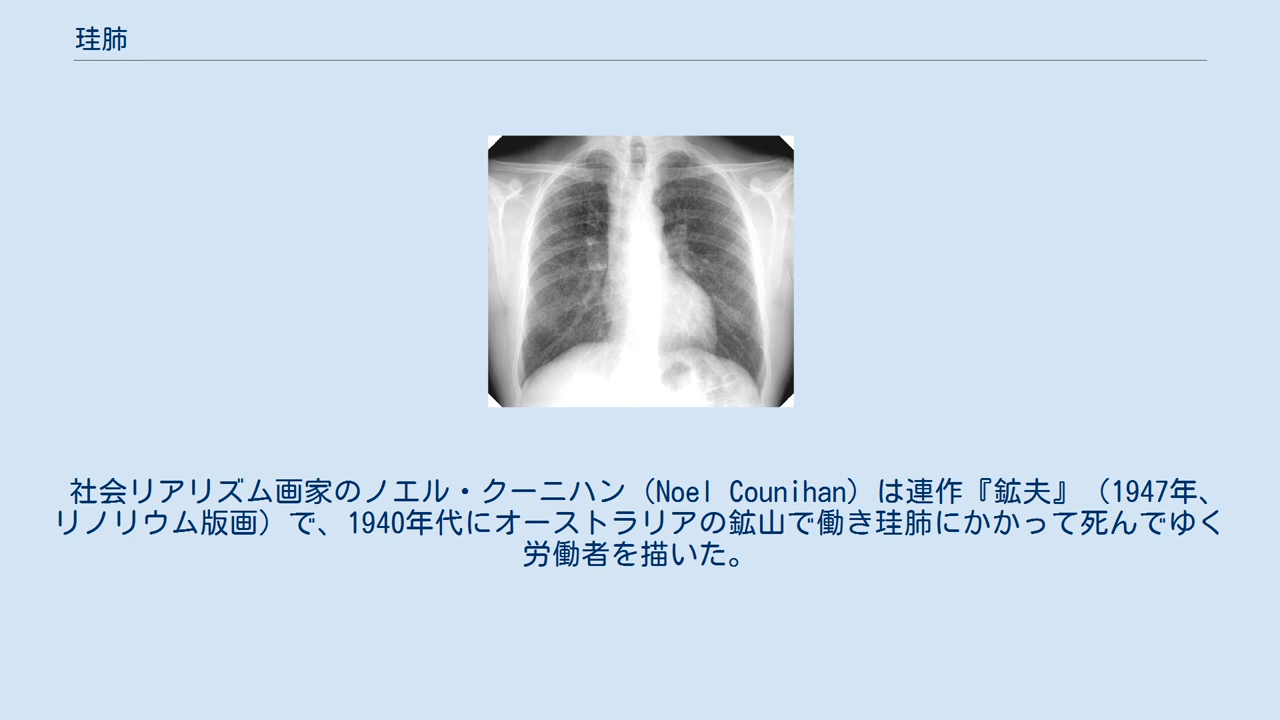 珪肺
社会リアリズム画家のノエル・クーニハン（Noel Counihan）は連作『鉱夫』（1947年、
リノリウム版画）で、1940年代にオーストラリアの鉱山で働き珪肺にかかって死んでゆく
労働者を描いた。